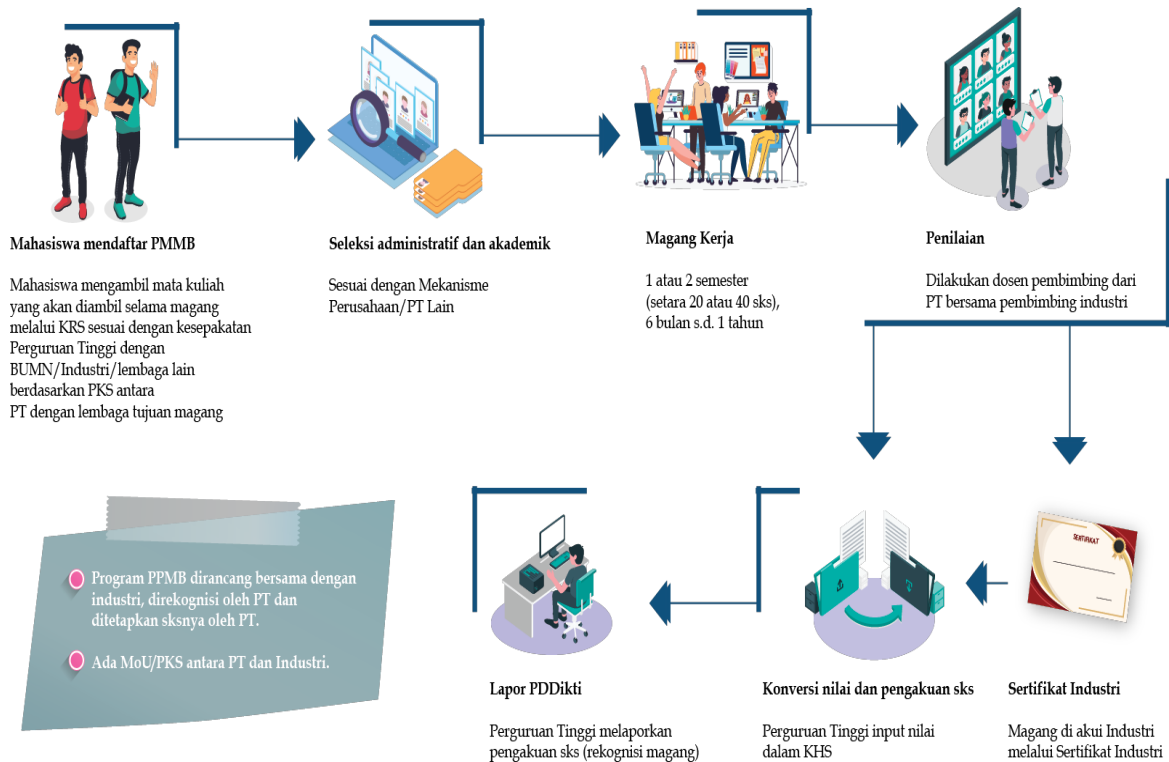 Mahasiswa mendaftar PMMB
Mahasiswa mengambil mata kuliah
yang akan diambil selama magang
melalui KRS sesuai dengan kesepakatan
Perguruan Tinggi dengan
BUMN/Industri/lembaga lain
berdasarkan PKS antara
PT dengan lembaga tujuan magang
Seleksi administratif dan akademik
Sesuai dengan Mekanisme
Perusahaan/PT Lain
Magang Kerja
1 atau 2 semester
(setara 20 atau 40 sks),
6 bulan s.d. 1 tahun
Penilaian
Dilakukan dosen pembimbing dari
PT bersama pembimbing industri
SERTIFIKAT
Sertifikat Industri
Magang di akui Industri
melalui Sertifikat Industri
Konversi nilai dan pengakuan sks
Perguruan Tinggi input nilai
dalam KHS
Lapor PDDikti
Perguruan Tinggi melaporkan
pengakuan sks (rekognisi magang)
Program PPMB dirancang bersama dengan
industri, direkognisi oleh PT dan
ditetapkan sksnya oleh PT.
Ada MoU/PKS antara PT dan Industri.